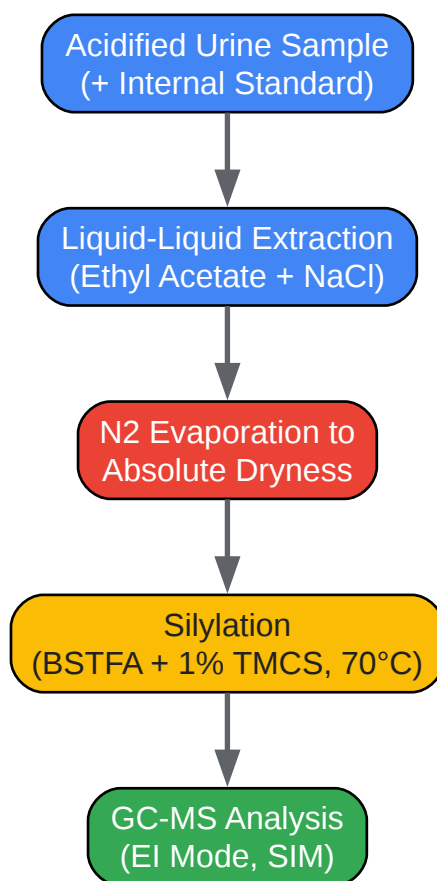 Acidified Urine Sample
(+ Internal Standard)
Liquid-Liquid Extraction
(Ethyl Acetate + NaCl)
N2 Evaporation to
Absolute Dryness
Silylation
(BSTFA + 1% TMCS, 70°C)
GC-MS Analysis
(EI Mode, SIM)